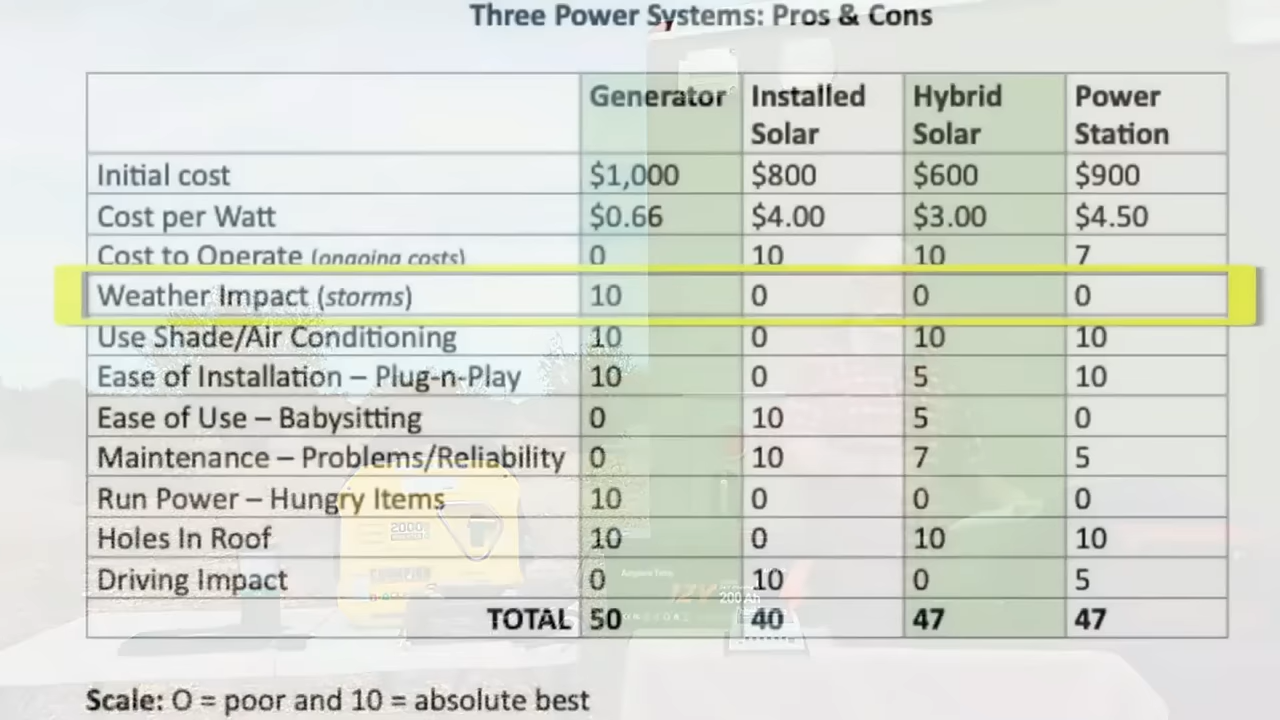 Three Power Systems: Pros & Cons
Generator Installed Solar Hybrid Solar Power Station
Initial cost $1,000 $800 $600 $900
Cost per Watt $0.66 $4.00 $3.00 $4.50
Cost to Operate (ongoing costs) 0 10 10 7
Weather Impact (storms) 10 0 0 0
Use Shade/Air Conditioning 10 0 10 10
Ease of Installation – Plug-n-Play 10 0 5 10
Ease of Use – Babysitting 0 10 5 0
Maintenance – Problems/Reliability 0 10 7 5
Run Power – Hungry Items 10 0 0 0
Holes In Roof 10 0 10 10
Driving Impact 0 10 0 5
TOTAL 50 40 47 47
Scale: O = poor and 10 = absolute best
2000
12V
200 Ah